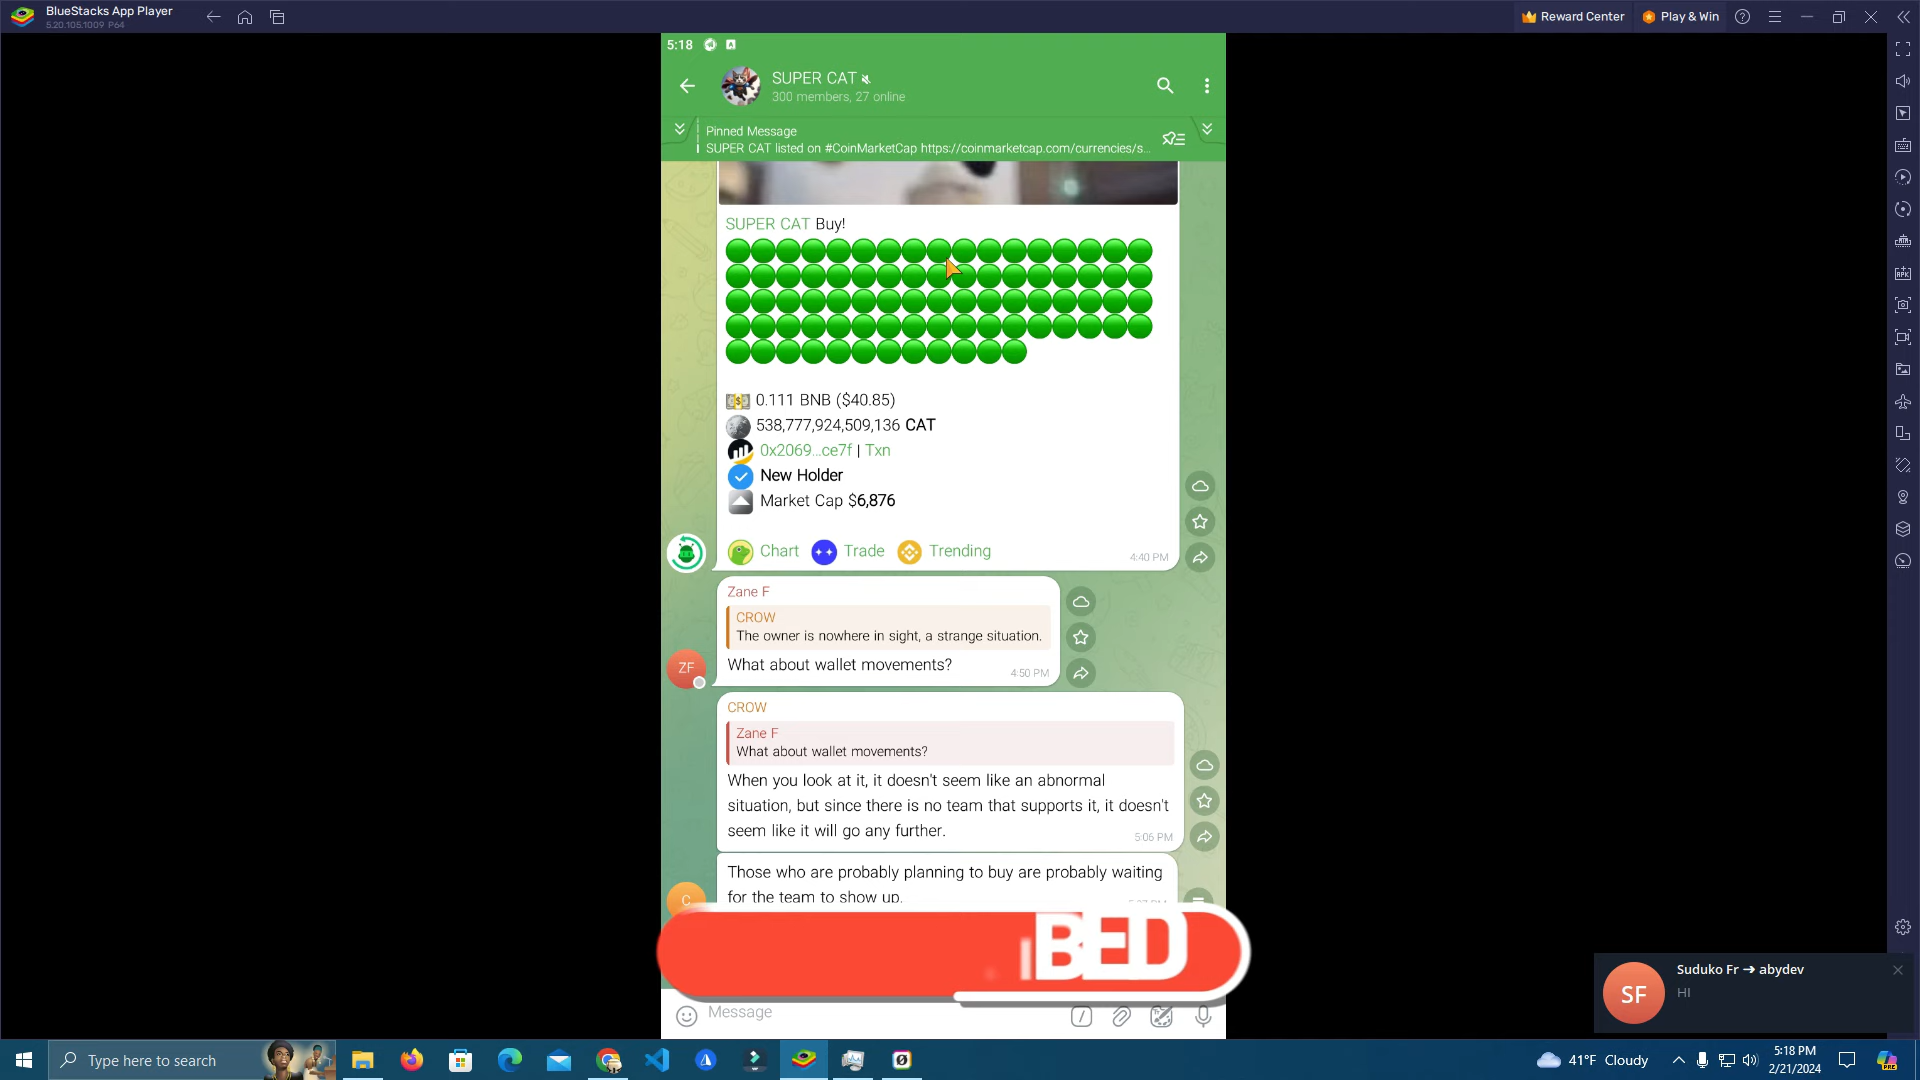 BlueStacks App Player
5.20.105.1009 P64
Reward Center
Play & Win
5:18
SUPER CAT
300 members, 27 online
Pinned Message
SUPER CAT listed on #CoinMarketCap https://coinmarketcap.com/currencies/s...
SUPER CAT Buy!
0.111 BNB ($40.85)
538,777,924,509,136 CAT
0x2069...ce7f | Txn
New Holder
Market Cap $6,876
Chart Trade Trending
4:40 PM
Zane F
CROW
The owner is nowhere in sight, a strange situation.
What about wallet movements?
4:50 PM
ZF
CROW
Zane F
What about wallet movements?
When you look at it, it doesn't seem like an abnormal
situation, but since there is no team that supports it, it doesn't
seem like it will go any further.
5:06 PM
Those who are probably planning to buy are probably waiting
for the team to show up.
C
BED
Message
SF
Suduko Fr ➔ abydev
HI
Type here to search
41°F Cloudy
5:18 PM
2/21/2024